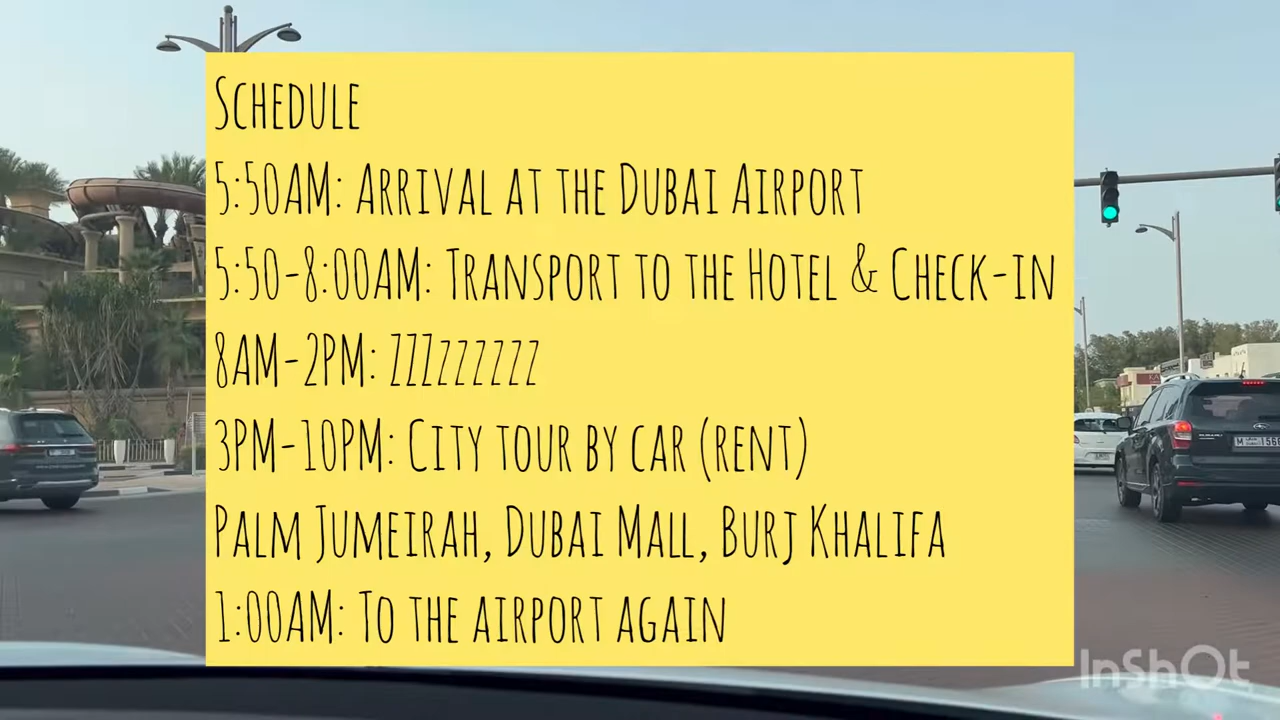 Schedule
5:50AM: Arrival at the Dubai Airport
5:50-8:00AM: Transport to the Hotel & Check-in
8AM-2PM: ZZZzzzzzz
3PM-10PM: City tour by car (rent)
Palm Jumeirah, Dubai Mall, Burj Khalifa
1:00AM: To the airport again
InShOt